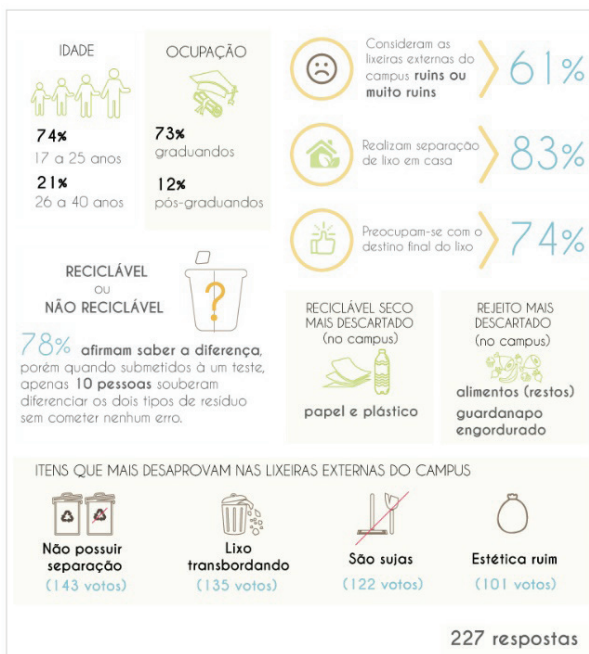 IDADE
74%
17 a 25 anos
21%
26 a 40 anos
OCUPAÇÃO
73%
graduandos
12%
pós-graduandos
Consideram as
lixeiras externas do
campus ruins ou
muito ruins
61%
Realizam separação
de lixo em casa
83%
Preocupam-se com o
destino final do lixo
74%
RECICLÁVEL
ou
NÃO RECICLÁVEL
?
78% afirmam saber a diferença,
porém quando submetidos à um teste,
apenas 10 pessoas souberam
diferenciar os dois tipos de resíduo
sem cometer nenhum erro.
RECICLÁVEL SECO
MAIS DESCARTADO
(no campus)
papel e plástico
REJEITO MAIS
DESCARTADO
(no campus)
alimentos (restos)
guardanapo
engordurado
ITENS QUE MAIS DESAPROVAM NAS LIXEIRAS EXTERNAS DO CAMPUS
Não possuir
separação
(143 votos)
Lixo
transbordando
(135 votos)
São sujas
(122 votos)
Estética ruim
(101 votos)
227 respostas